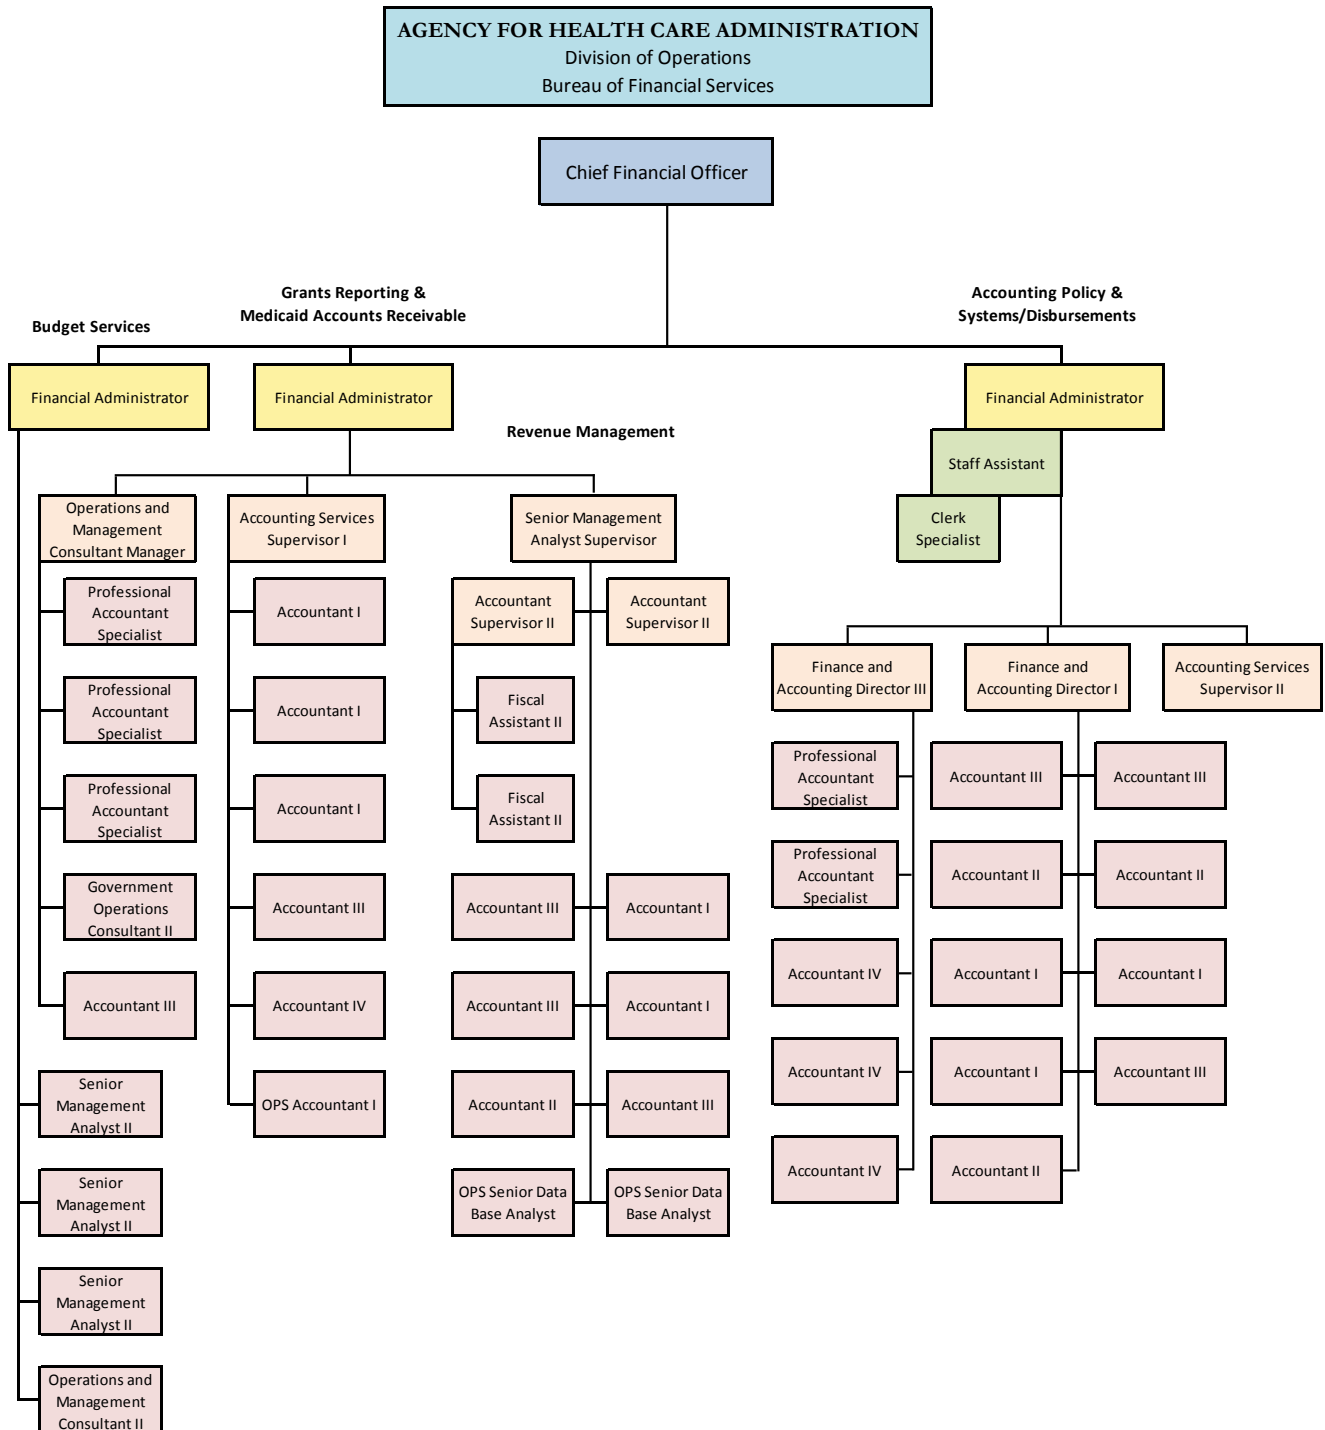 AGENCY FOR HEALTH CARE ADMINISTRATION
Division of Operations
Bureau of Financial Services
Chief Financial Officer
Budget Services
Grants Reporting &
Medicaid Accounts Receivable
Accounting Policy &
Systems/Disbursements
Financial Administrator
Financial Administrator
Financial Administrator
Revenue Management
Staff Assistant
Clerk
Specialist
Operations and
Management
Consultant Manager
Accounting Services
Supervisor I
Senior Management
Analyst Supervisor
Professional
Accountant
Specialist
Professional
Accountant
Specialist
Professional
Accountant
Specialist
Government
Operations
Consultant II
Accountant III
Senior
Management
Analyst II
Senior
Management
Analyst II
Senior
Management
Analyst II
Operations and
Management
Consultant II
Accountant I
Accountant I
Accountant I
Accountant III
Accountant IV
OPS Accountant I
Accountant
Supervisor II
Accountant
Supervisor II
Fiscal
Assistant II
Fiscal
Assistant II
Accountant III
Accountant I
Accountant III
Accountant I
Accountant II
Accountant III
OPS Senior Data
Base Analyst
OPS Senior Data
Base Analyst
Finance and
Accounting Director III
Finance and
Accounting Director I
Accounting Services
Supervisor II
Professional
Accountant
Specialist
Professional
Accountant
Specialist
Accountant IV
Accountant IV
Accountant IV
Accountant III
Accountant III
Accountant II
Accountant II
Accountant I
Accountant I
Accountant I
Accountant III
Accountant II